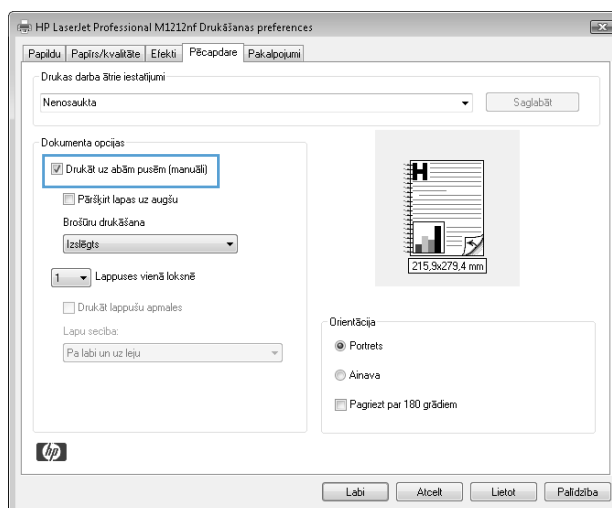 HP LaserJet Professional M1212nf Drukāšanas preferences
Papildu Papīrs/kvalitāte Efekti Pēcapdare Pakalpojumi
Drukas darba ātrie iestatījumi
Nenosaukta
Saglabāt
Dokumenta opcijas
Drukāt uz abām pusēm (manuāli)
Pāršķirt lapas uz augšu
Brošūru drukāšana
Izslēgts
1 Lappuses vienā loksnē
Drukāt lappušu apmales
Lapu secība:
Pa labi un uz leju
H
215,9x279,4 mm
Orientācija
Portrets
Ainava
Pagriezt par 180 grādiem
hp
Labi Atcelt Lietot Palīdzība